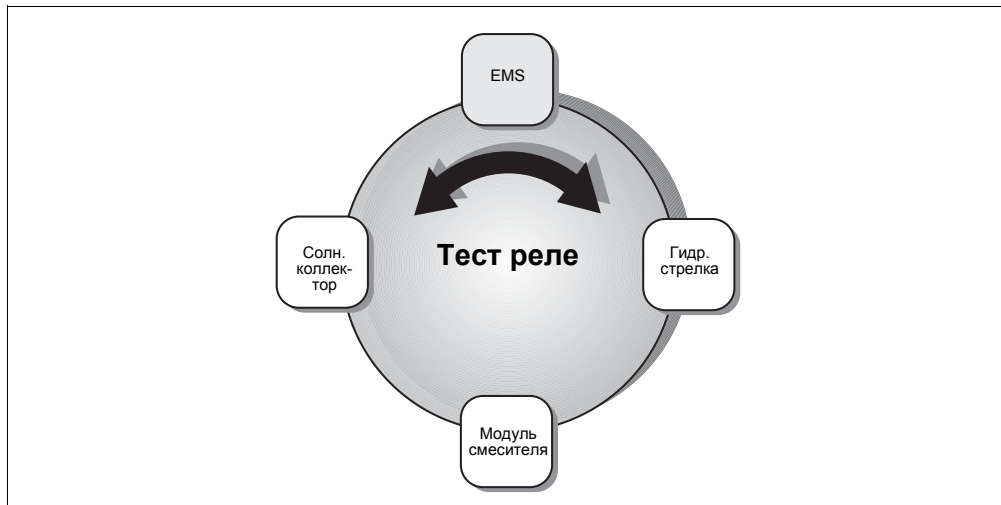 EMS
Солн.
коллек-
тор
Тест реле
Гидр.
стрелка
Модуль
смесителя